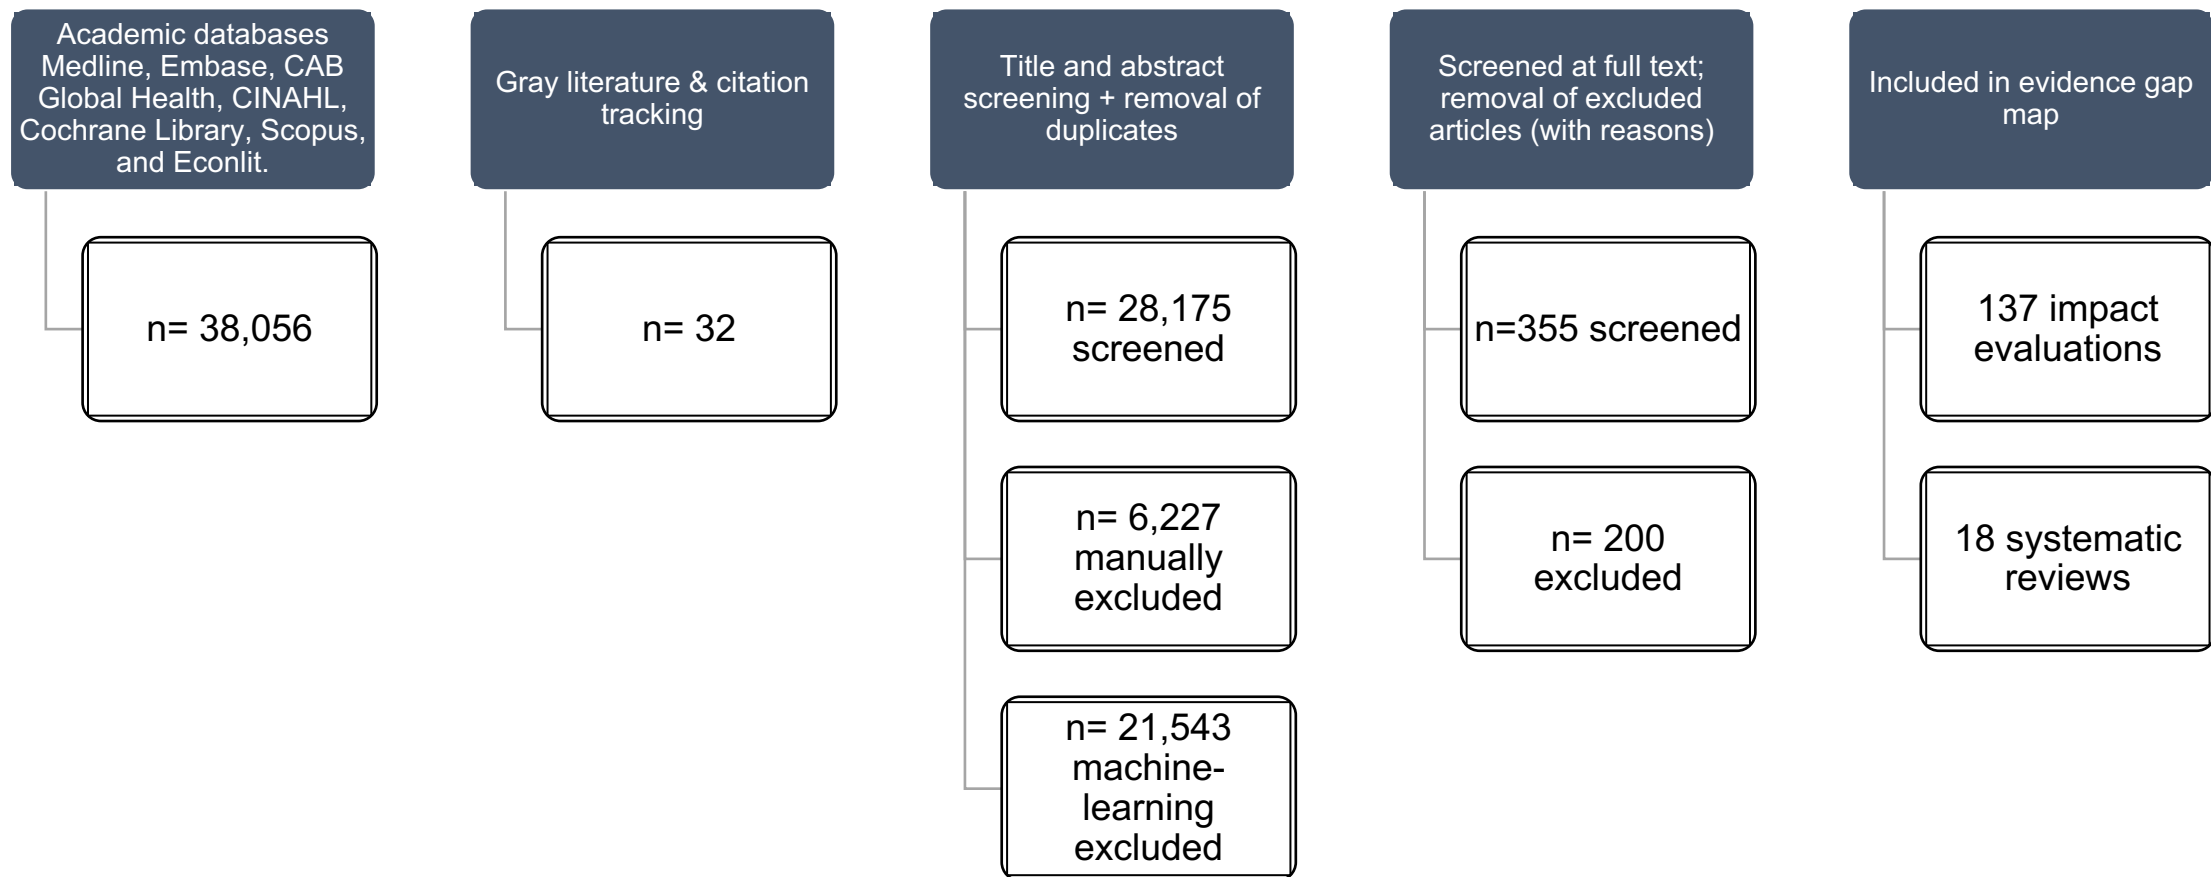 Academic databases
Medline, Embase, CAB
Global Health, CINAHL,
Cochrane Library, Scopus,
and Econlit.
n= 38,056
Gray literature & citation
tracking
n= 32
Title and abstract
screening + removal of
duplicates
n= 28,175
screened
n= 6,227
manually
excluded
n= 21,543
machine-
learning
excluded
Screened at full text;
removal of excluded
articles (with reasons)
n=355 screened
n= 200
excluded
Included in evidence gap
map
137 impact
evaluations
18 systematic
reviews